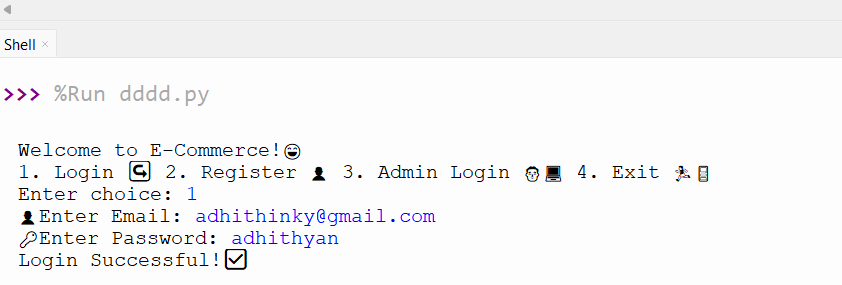 Shell ×
>>> %Run dddd.py
Welcome to E-Commerce!😄
1. Login ↪️ 2. Register 👤 3. Admin Login 👨‍💻 4. Exit 🏃🚪
Enter choice: 1
👤Enter Email: adhithinky@gmail.com
🔑Enter Password: adhithyan
Login Successful!✅